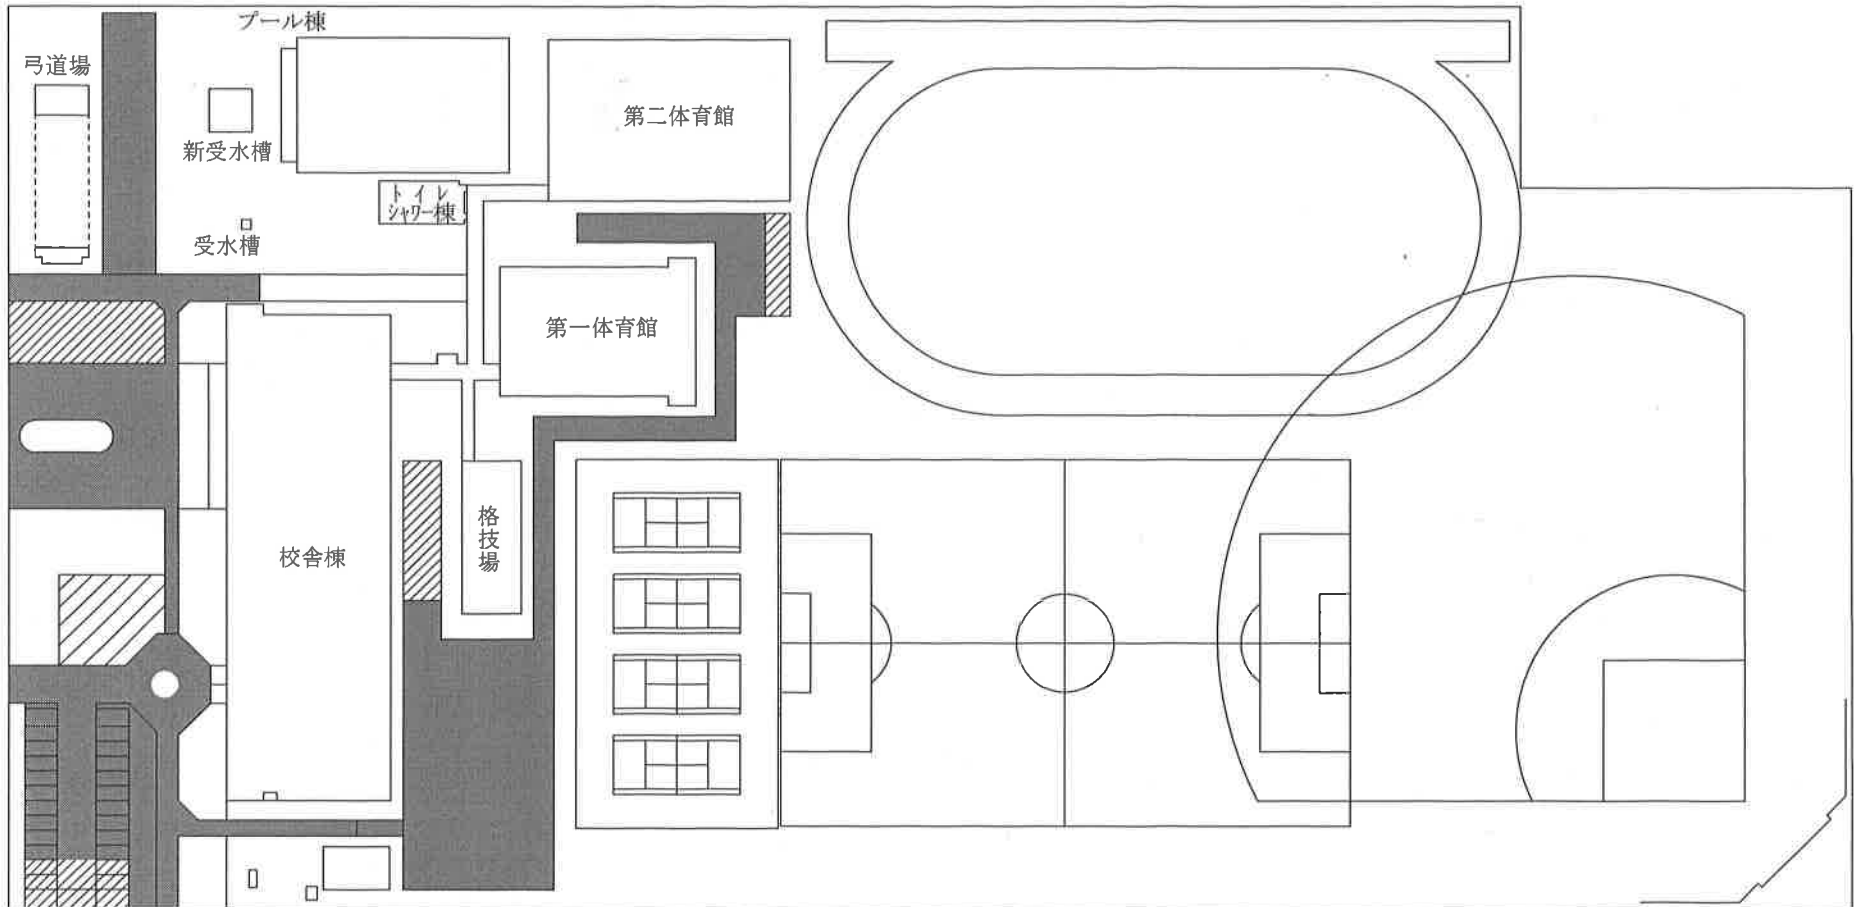 プール棟
弓道場
第二体育館
新受水槽
トイレ
シャワー棟
受水槽
第一体育館
格技場
校舎棟